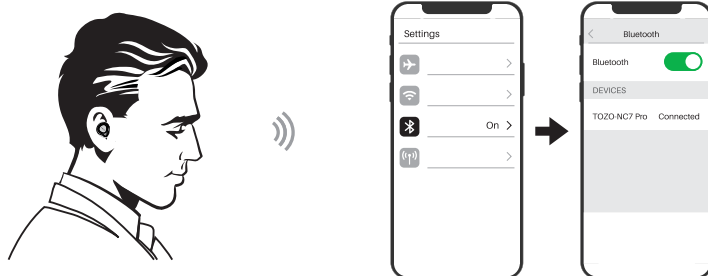 Settings
On
Bluetooth
Bluetooth
DEVICES
TOZO-NC7 Pro Connected